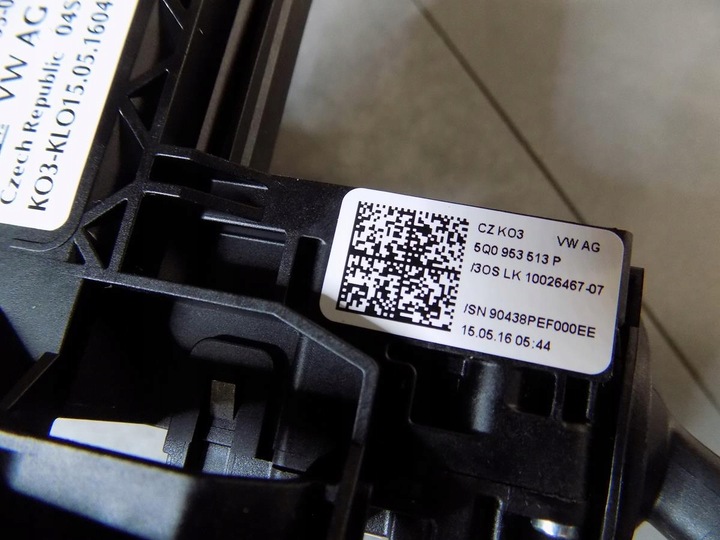 VW AG
Czech Republic 04S
KO3-KLO15.05.1604
CZ KO3 VW AG
5Q0 953 513 P
/3OS LK 10026467-07
/SN 90438PEF000EE
15.05.16 05:44